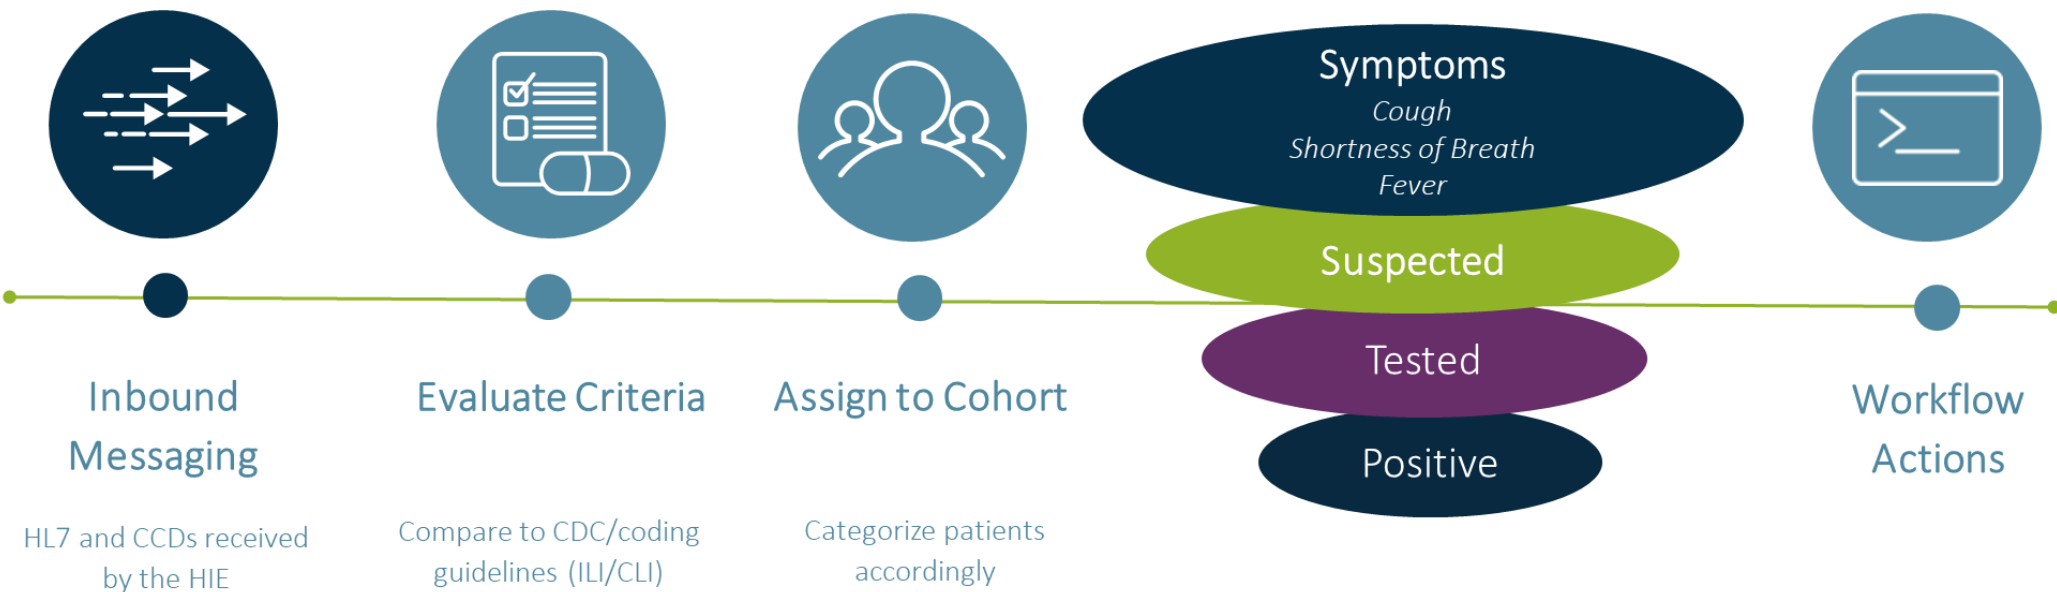 Inbound
Messaging
HL7 and CCDs received
by the HIE
Evaluate Criteria
Compare to CDC/coding
guidelines (ILI/CLI)
Assign to Cohort
Categorize patients
accordingly
Symptoms
Cough
Shortness of Breath
Fever
Suspected
Tested
Positive
Workflow
Actions